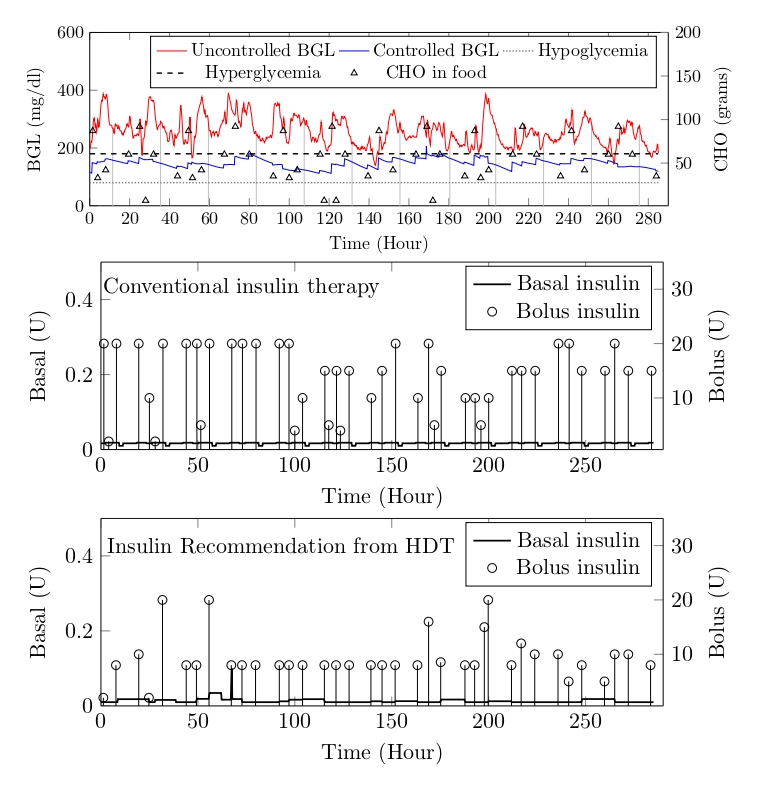 600 200
Uncontrolled BGL Controlled BGL Hypoglycemia
Hyperglycemia CHO in food
400 150
200 100
50
0 0
BGL (mg/dl)
CHO (grams)
0 20 40 60 80 100 120 140 160 180 200 220 240 260 280
Time (Hour)
Conventional insulin therapy
Basal insulin
Bolus insulin
0.4 30
0.2 20
0 10
Basal (U)
Bolus (U)
0 50 100 150 200 250
Time (Hour)
Insulin Recommendation from HDT
Basal insulin
Bolus insulin
0.4 30
0.2 20
0 10
Basal (U)
Bolus (U)
0 50 100 150 200 250
Time (Hour)